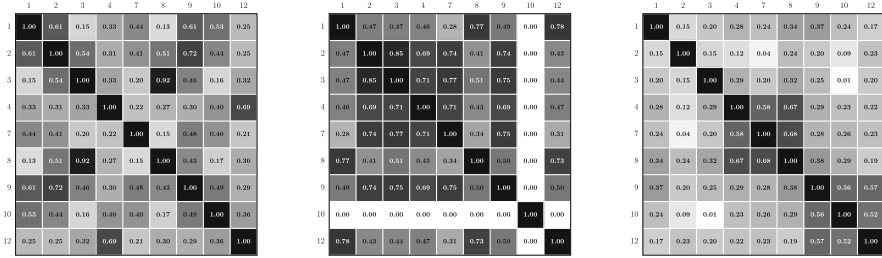 1 2 3 4 7 8 9 10 12
1 1.00 0.61 0.15 0.33 0.44 0.13 0.61 0.53 0.25
2 0.61 1.00 0.54 0.31 0.41 0.51 0.72 0.44 0.25
3 0.15 0.54 1.00 0.33 0.20 0.92 0.46 0.16 0.32
4 0.33 0.31 0.33 1.00 0.22 0.27 0.30 0.40 0.69
7 0.44 0.41 0.20 0.22 1.00 0.15 0.48 0.40 0.21
8 0.13 0.51 0.92 0.27 0.15 1.00 0.43 0.17 0.30
9 0.61 0.72 0.46 0.30 0.48 0.43 1.00 0.49 0.29
10 0.53 0.44 0.16 0.40 0.40 0.17 0.49 1.00 0.36
12 0.25 0.25 0.32 0.69 0.21 0.30 0.29 0.36 1.00
1 2 3 4 7 8 9 10 12
1 1.00 0.47 0.47 0.46 0.28 0.77 0.49 0.00 0.78
2 0.47 1.00 0.85 0.69 0.74 0.41 0.74 0.00 0.43
3 0.47 0.85 1.00 0.71 0.77 0.51 0.75 0.00 0.44
4 0.46 0.69 0.71 1.00 0.71 0.43 0.69 0.00 0.47
7 0.28 0.74 0.77 0.71 1.00 0.34 0.75 0.00 0.31
8 0.77 0.41 0.51 0.43 0.34 1.00 0.50 0.00 0.73
9 0.49 0.74 0.75 0.69 0.75 0.50 1.00 0.00 0.50
10 0.00 0.00 0.00 0.00 0.00 0.00 0.00 1.00 0.00
12 0.78 0.43 0.44 0.47 0.31 0.73 0.50 0.00 1.00
1 2 3 4 7 8 9 10 12
1 1.00 0.15 0.20 0.28 0.24 0.34 0.37 0.24 0.17
2 0.15 1.00 0.15 0.12 0.04 0.24 0.20 0.09 0.23
3 0.20 0.15 1.00 0.29 0.20 0.32 0.25 0.01 0.20
4 0.28 0.12 0.29 1.00 0.58 0.67 0.29 0.23 0.22
7 0.24 0.04 0.20 0.58 1.00 0.68 0.28 0.26 0.23
8 0.34 0.24 0.32 0.67 0.68 1.00 0.38 0.29 0.19
9 0.37 0.20 0.25 0.29 0.28 0.38 1.00 0.56 0.57
10 0.24 0.09 0.01 0.23 0.26 0.29 0.56 1.00 0.52
12 0.17 0.23 0.20 0.22 0.23 0.19 0.57 0.52 1.00